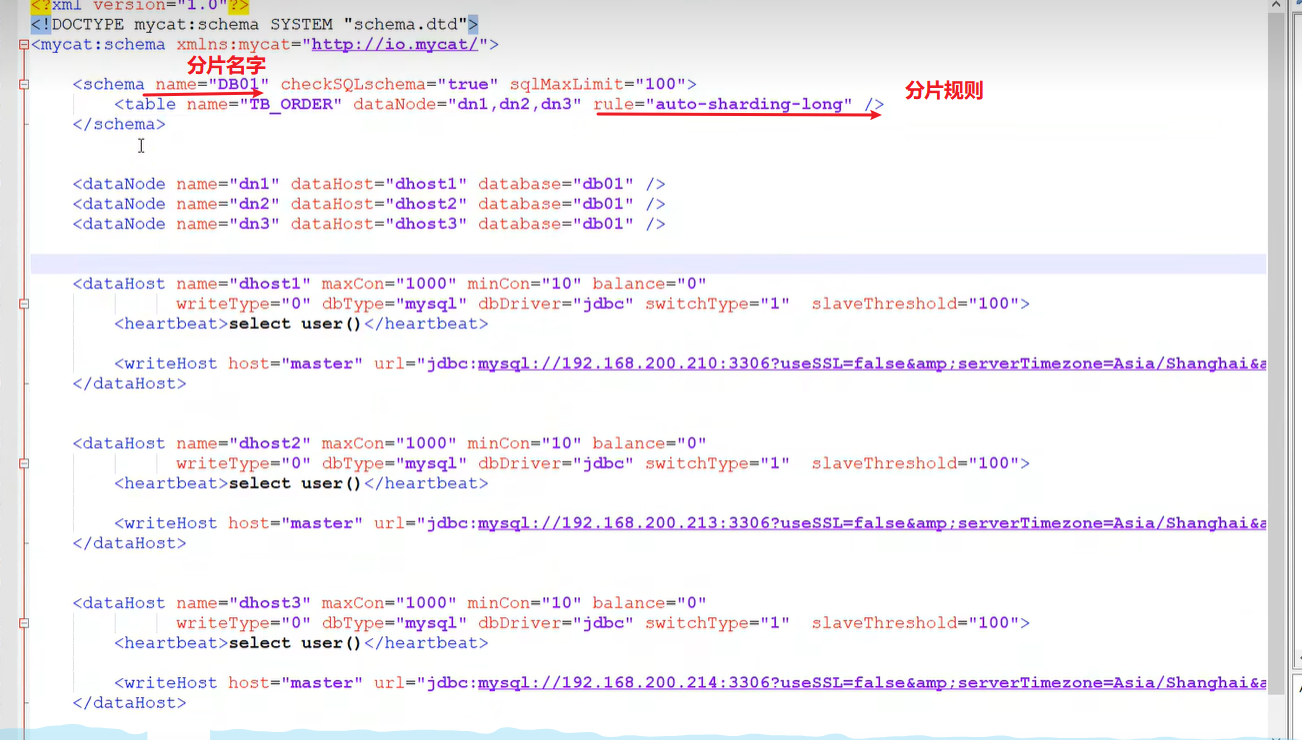 <?xml version="1.0"?>
<!DOCTYPE mycat:schema SYSTEM "schema.dtd">
<mycat:schema xmlns:mycat="http://io.mycat/">
分片名字
<schema name="DB01" checkSQLschema="true" sqlMaxLimit="100">
分片规则
<table name="TB_ORDER" dataNode="dn1,dn2,dn3" rule="auto-sharding-long" />
</schema>
<dataNode name="dn1" dataHost="dhost1" database="db01" />
<dataNode name="dn2" dataHost="dhost2" database="db01" />
<dataNode name="dn3" dataHost="dhost3" database="db01" />
<dataHost name="dhost1" maxCon="1000" minCon="10" balance="0"
writeType="0" dbType="mysql" dbDriver="jdbc" switchType="1" slaveThreshold="100">
<heartbeat>select user()</heartbeat>
<writeHost host="master" url="jdbc:mysql://192.168.200.210:3306?useSSL=false&amp;serverTimezone=Asia/Shanghai&a
</dataHost>
<dataHost name="dhost2" maxCon="1000" minCon="10" balance="0"
writeType="0" dbType="mysql" dbDriver="jdbc" switchType="1" slaveThreshold="100">
<heartbeat>select user()</heartbeat>
<writeHost host="master" url="jdbc:mysql://192.168.200.213:3306?useSSL=false&amp;serverTimezone=Asia/Shanghai&a
</dataHost>
<dataHost name="dhost3" maxCon="1000" minCon="10" balance="0"
writeType="0" dbType="mysql" dbDriver="jdbc" switchType="1" slaveThreshold="100">
<heartbeat>select user()</heartbeat>
<writeHost host="master" url="jdbc:mysql://192.168.200.214:3306?useSSL=false&amp;serverTimezone=Asia/Shanghai&a
</dataHost>